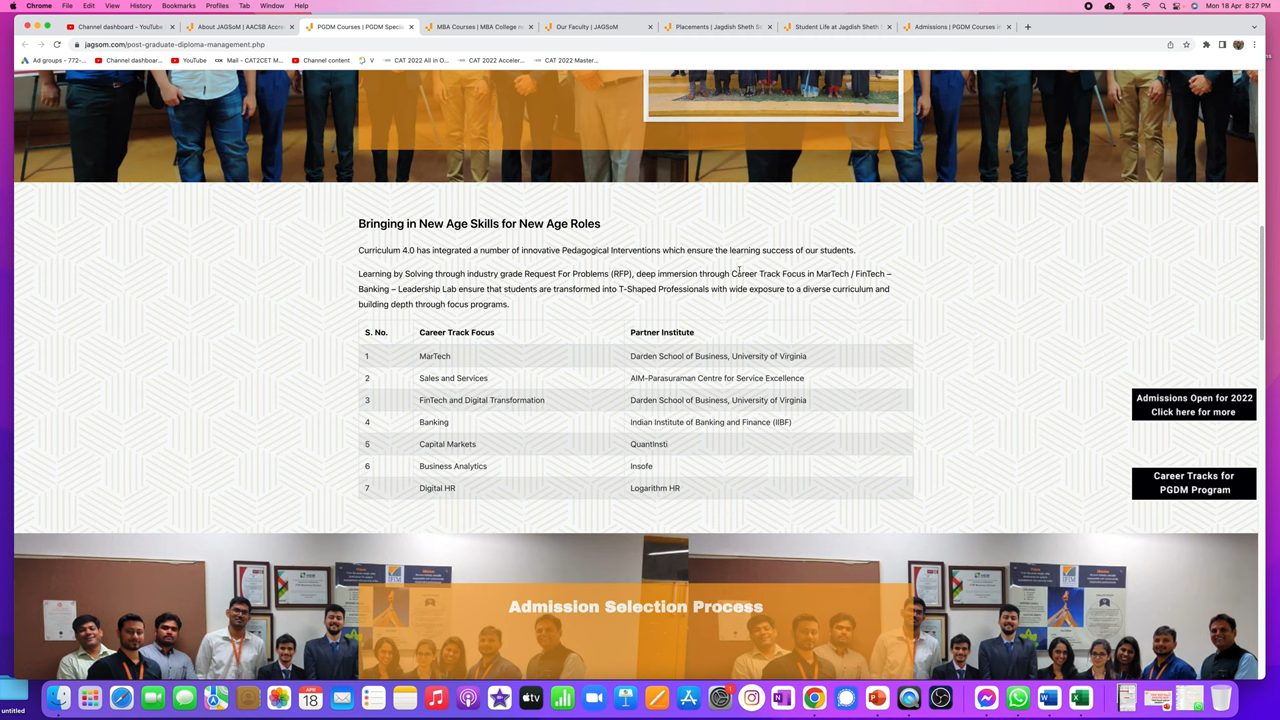 Chrome File Edit View History Bookmarks Profiles Tab Window Help Mon 18 Apr 8:27 PM
Channel dashboard - YouTube About JAGSoM | AACSB Accre PGDM Courses | PGDM Speci MBA Courses | MBA College Our Faculty | JAGSoM Placements | Jagdish Sheth Sc Student Life at Jagdish Sheth Admissions | PGDM Courses in
jagsom.com/post-graduate-diploma-management.php
Ad groups - 772-... Channel dashboar... YouTube Mail - CAT2CET M... Channel content V CAT 2022 All in O... CAT 2022 Acceler... CAT 2022 Master...
Bringing in New Age Skills for New Age Roles
Curriculum 4.0 has integrated a number of innovative Pedagogical Interventions which ensure the learning success of our students.
Learning by Solving through industry grade Request For Problems (RFP), deep immersion through Career Track Focus in MarTech / FinTech –
Banking – Leadership Lab ensure that students are transformed into T-Shaped Professionals with wide exposure to a diverse curriculum and
building depth through focus programs.
S. No. Career Track Focus Partner Institute
1 MarTech Darden School of Business, University of Virginia
2 Sales and Services AIM-Parasuraman Centre for Service Excellence
3 FinTech and Digital Transformation Darden School of Business, University of Virginia
4 Banking Indian Institute of Banking and Finance (IIBF)
5 Capital Markets QuantInsti
6 Business Analytics Insofe
7 Digital HR Logarithm HR
Admissions Open for 2022
Click here for more
Career Tracks for
PGDM Program
Admission Selection Process
APR
18
untitled